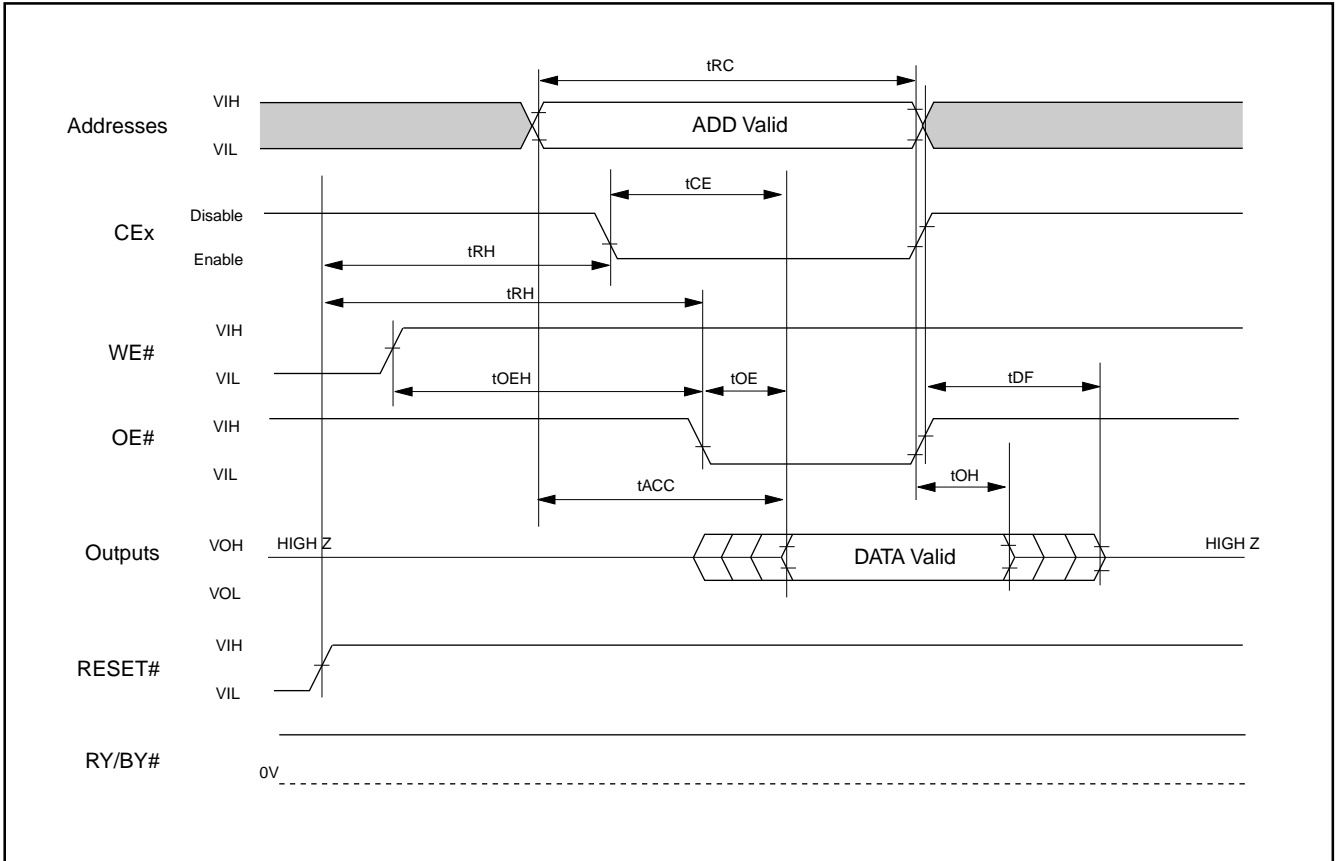 tRC
VIH
Addresses
ADD Valid
VIL
tCE
Disable
CEx
tRH
Enable
tRH
VIH
WE#
VIL
tOEH
tOE
tDF
VIH
OE#
VIL
tACC
tOH
VOH
HIGH Z
HIGH Z
Outputs
DATA Valid
VOL
VIH
RESET#
VIL
RY/BY#
0V